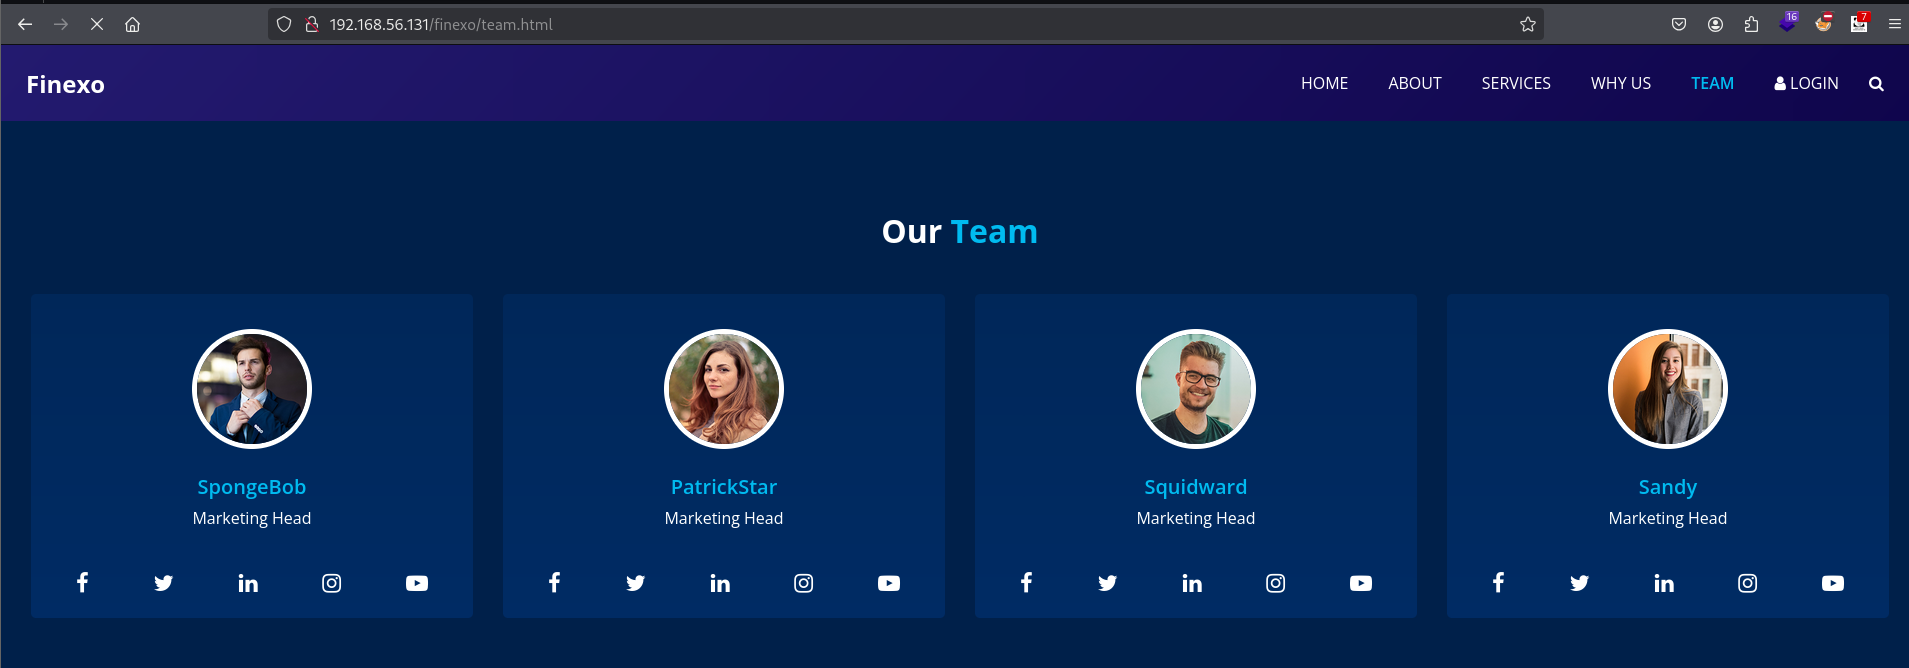 192.168.56.131/finexo/team.html
16
7
Finexo
HOME ABOUT SERVICES WHY US TEAM LOGIN
Our Team
SpongeBob PatrickStar Squidward Sandy
Marketing Head Marketing Head Marketing Head Marketing Head